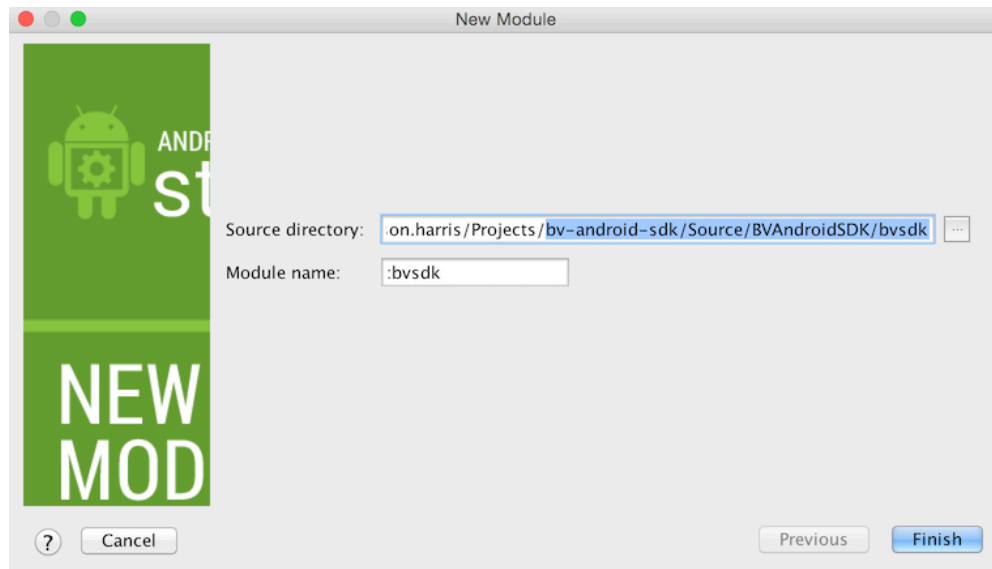 New Module
ANDR
st
Source directory: .on.harris/Projects/bv-android-sdk/Source/BVAndroidSDK/bvsdk ...
Module name: :bvsdk
NEW
MOD
? Cancel Previous Finish